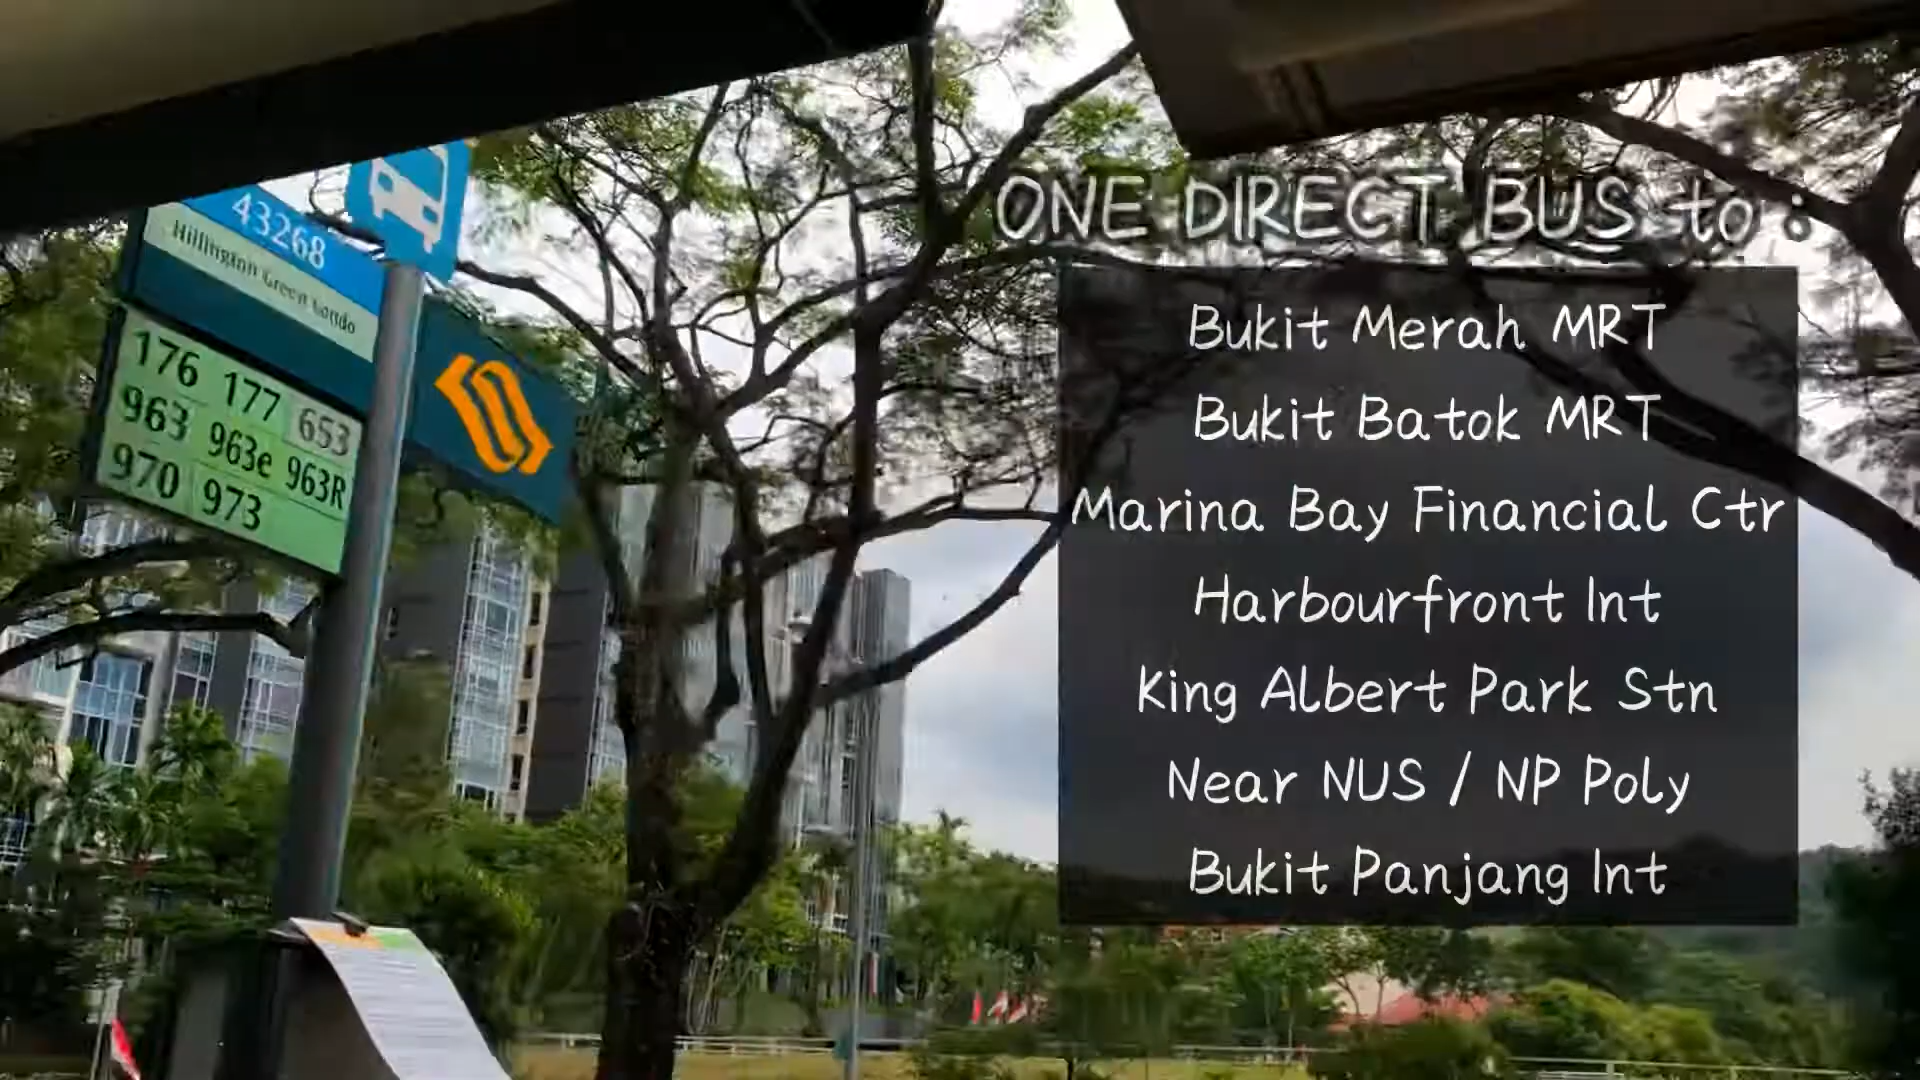 43268
Hillington Green Condo
176 177 653
963 963e 963R
970 973
ONE DIRECT BUS to :
Bukit Merah MRT
Bukit Batok MRT
Marina Bay Financial Ctr
Harbourfront Int
King Albert Park Stn
Near NUS / NP Poly
Bukit Panjang Int